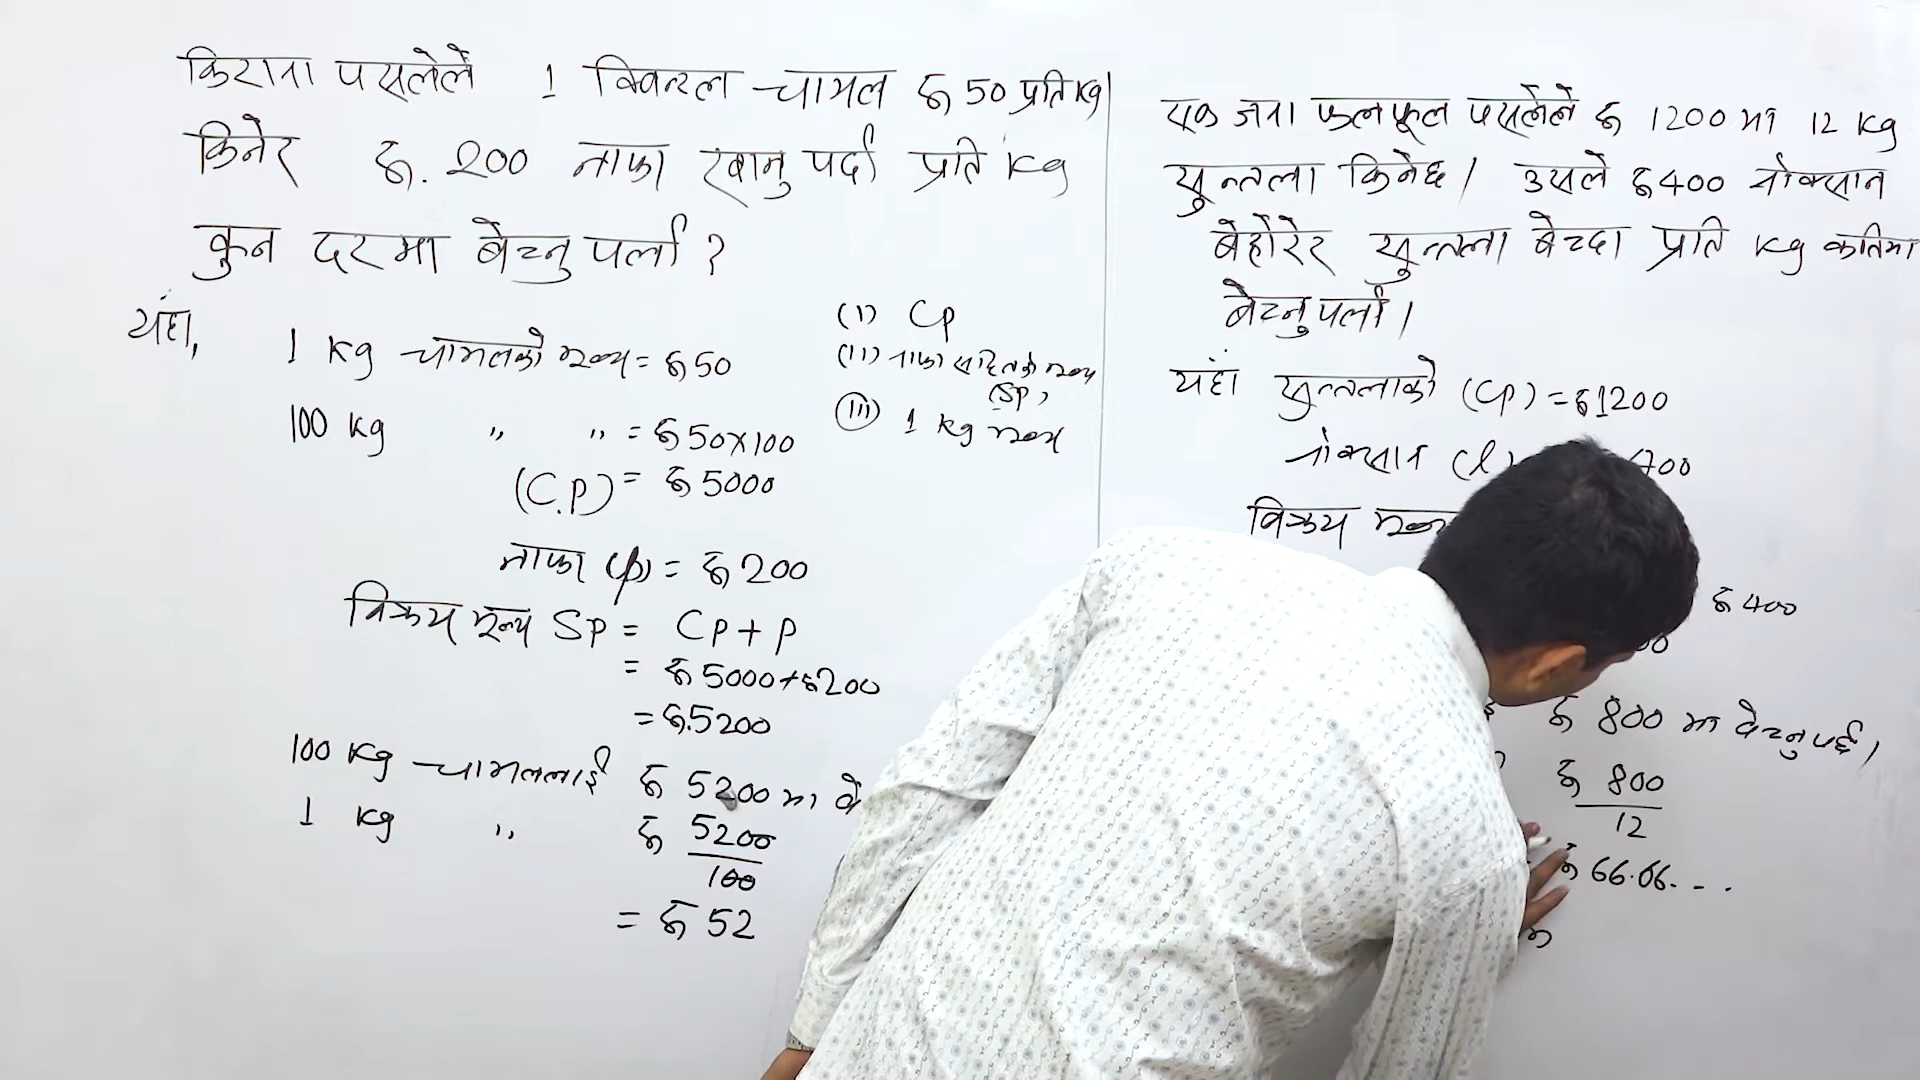 किराना पसलेले 1 क्विन्टल चामल रु 50 प्रति kg
किनेर रु. 200 नाफा खानु पर्दा प्रति kg
कुन दरमा बेच्नु पर्ला ?
यंहा,
1 kg चामलको मूल्य = रु 50
100 kg ,, ,, = रु 50×100
(C.P) = रु 5000
नाफा (p) = रु 200
विक्रय मूल्य SP = CP + P
= रु 5000 + रु 200
= रु.5200
100 kg चामललाई रु 5200 मा बे
1 kg ,, रु 5200
100
= रु 52
(i) CP
(ii) नाफा सहितको मूल्य
(SP)
(iii) 1 kg मूल्य
एक जना फलफूल पसलेले रु 1200 मा 12 kg
सुन्तला किनेछ। उसले रु 400 नोक्सान
बेहोरेर सुन्तला बेच्दा प्रति kg कतिमा
बेच्नु पर्ला।
यंहा सुन्तलाको (CP) = रु 1200
नोक्सान (l) 400
विक्रय मूल्य
रु 400
रु 800 मा बेच्नु पर्छ।
रु 800
12
रु 66.06. - .